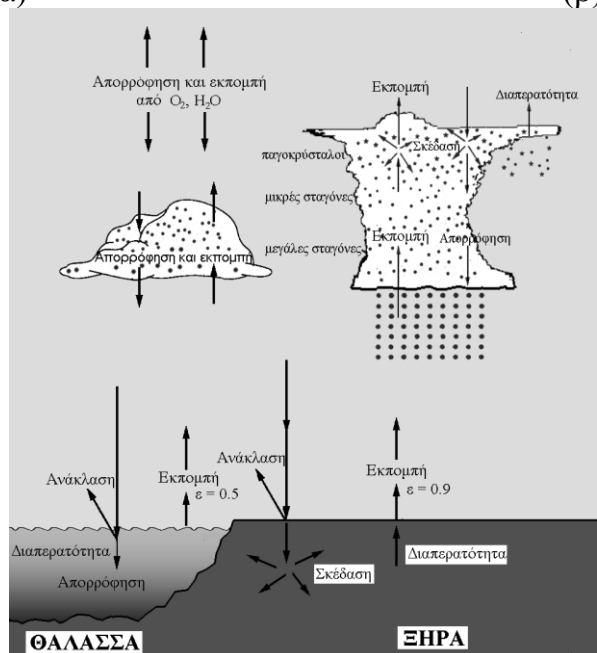 α)
(β)
Απορρόφηση και εκπομπή
από O₂, H₂O
Εκπομπή
Διαπερατότητα
Σκέδαση
παγοκρύσταλοι
μικρές σταγόνες
μεγάλες σταγόνες
Εκπομπή
Απορρόφηση
Απορρόφηση και εκπομπή
Ανάκλαση
Εκπομπή
ε = 0.5
Ανάκλαση
Εκπομπή
ε = 0.9
Διαπερατότητα
Απορρόφηση
Σκέδαση
Διαπερατότητα
ΘΑΛΑΣΣΑ
ΞΗΡΑ